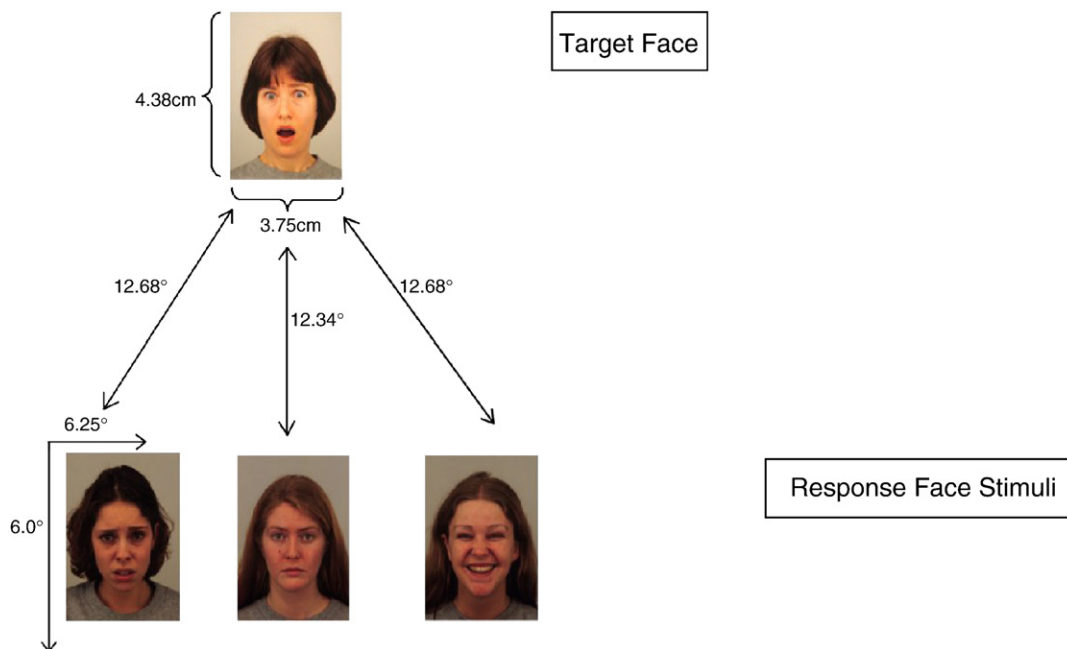 Target Face
4.38cm
3.75cm
12.68°
12.68°
12.34°
6.25°
6.0°
Response Face Stimuli